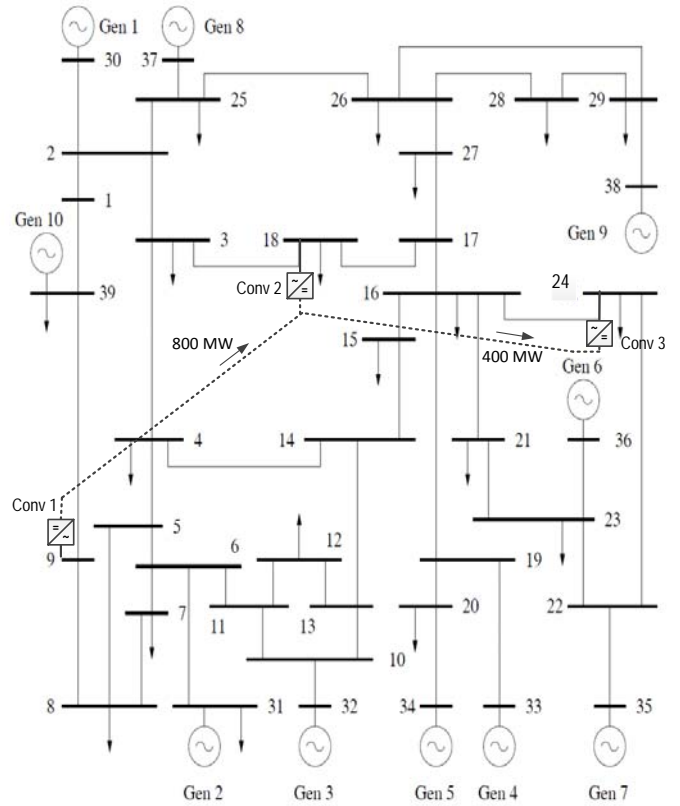 Gen 1
Gen 8
30
37
25
26
28
29
2
27
1
38
Gen 10
3
18
17
Gen 9
39
Conv 2
16
24
800 MW
15
400 MW
Conv 3
Gen 6
4
14
21
36
Conv 1
5
23
9
6
12
19
7
11
13
20
22
10
8
31
32
34
33
35
Gen 2
Gen 3
Gen 5
Gen 4
Gen 7